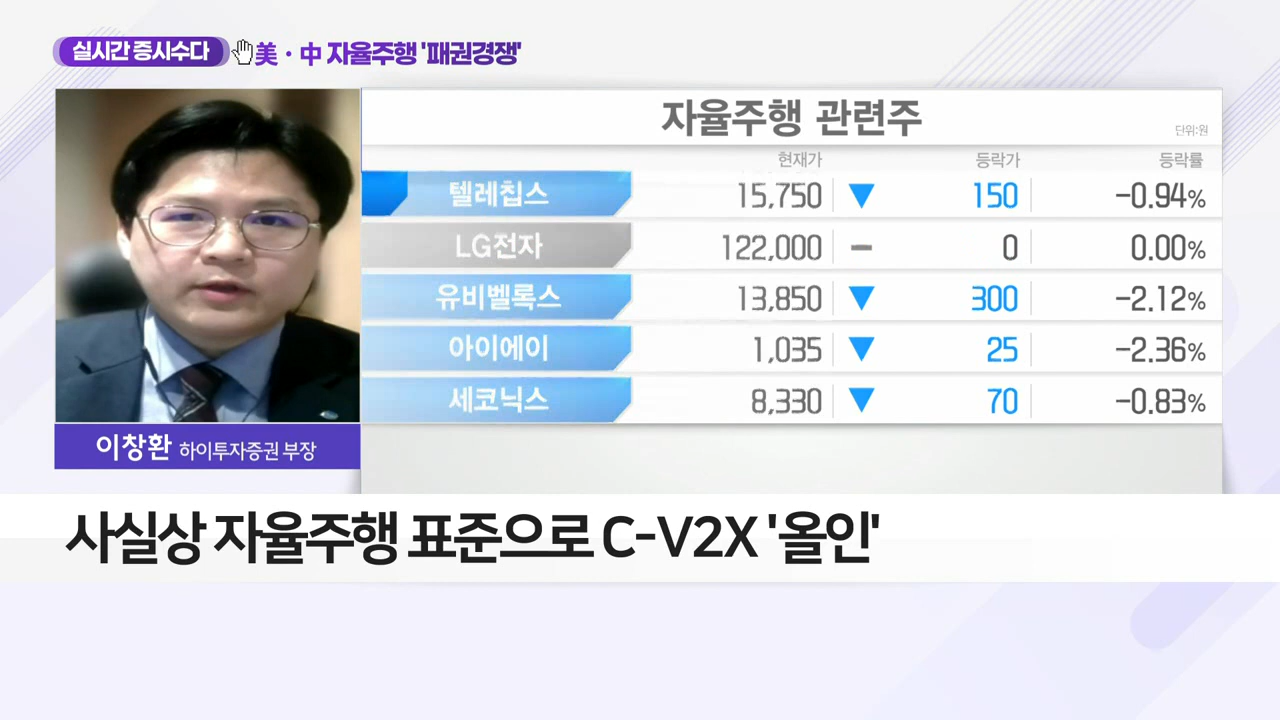 실시간 증시수다 美·中 자율주행 '패권경쟁'
자율주행 관련주
단위:원
현재가 등락가 등락률
텔레칩스 15,750 ▼ 150 -0.94%
LG전자 122,000 - 0 0.00%
유비벨록스 13,850 ▼ 300 -2.12%
아이에이 1,035 ▼ 25 -2.36%
세코닉스 8,330 ▼ 70 -0.83%
이창환 하이투자증권 부장
사실상 자율주행 표준으로 C-V2X '올인'